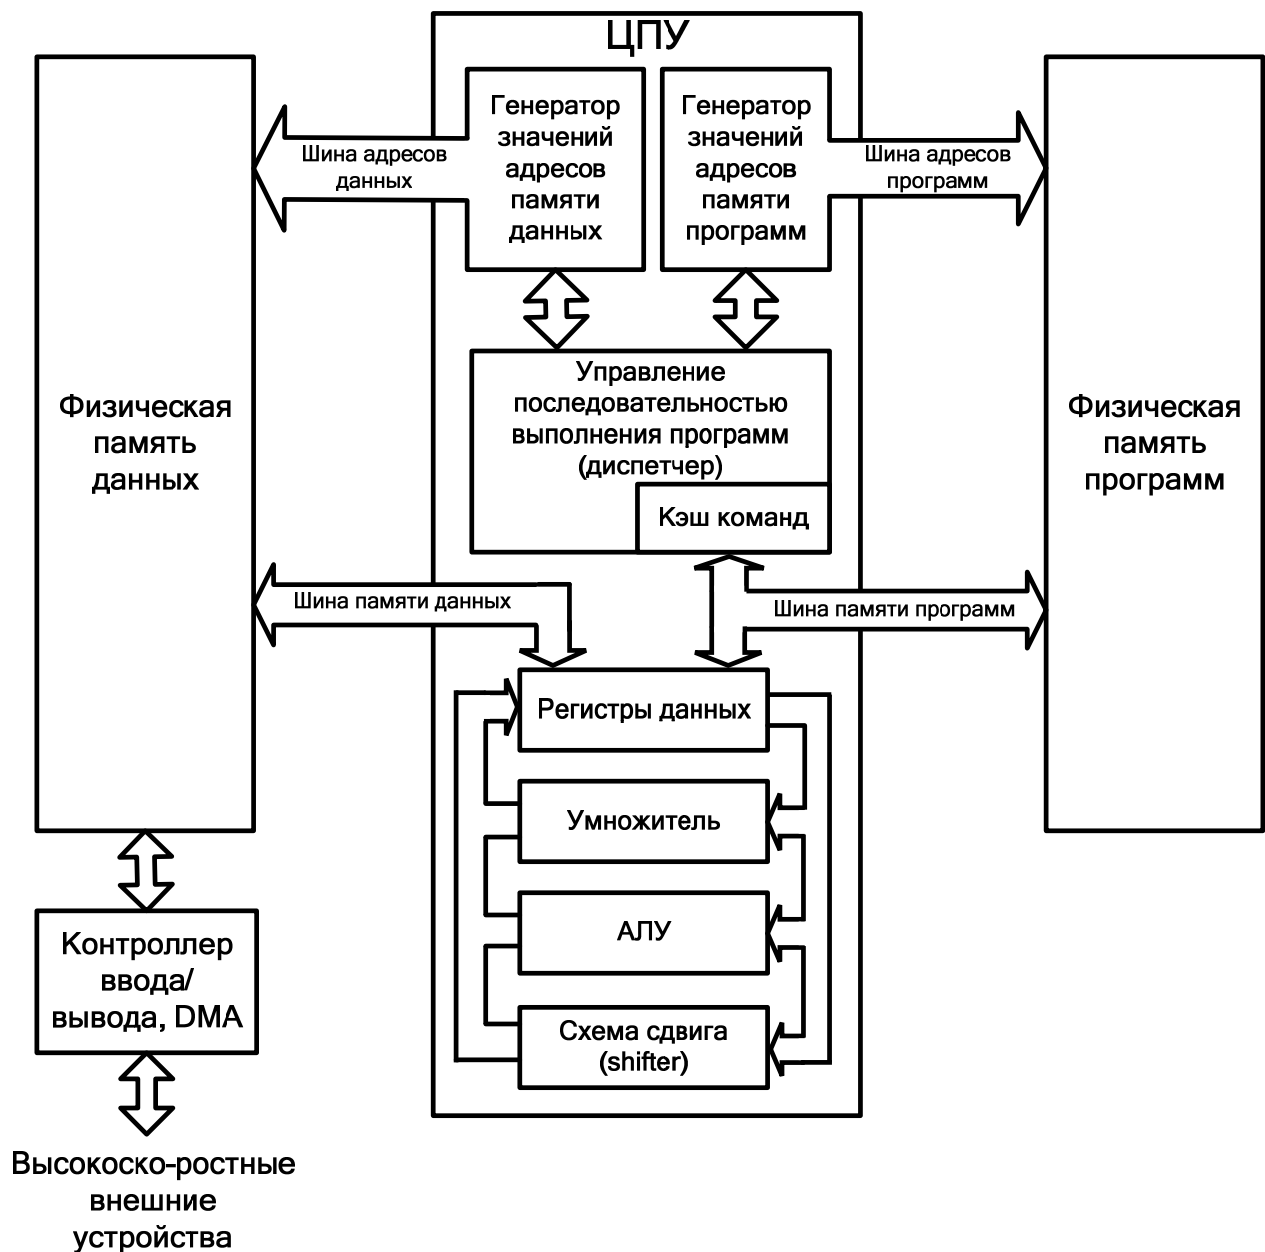 ЦПУ
Генератор
значений
адресов
памяти
данных
Генератор
значений
адресов
памяти
программ
Шина адресов
данных
Шина адресов
программ
Физическая
память
данных
Управление
последовательностью
выполнения программ
(диспетчер)
Кэш команд
Физическая
память
программ
Шина памяти данных
Шина памяти программ
Регистры данных
Умножитель
АЛУ
Схема сдвига
(shifter)
Контроллер
ввода/
вывода, DMA
Высокоско-ростные
внешние
устройства